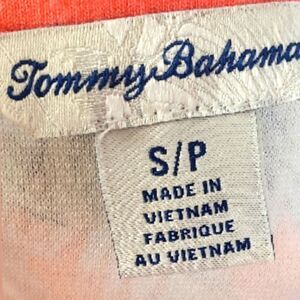 Tommy Bahama
S/P
MADE IN
VIETNAM
FABRIQUE
AU VIETNAM